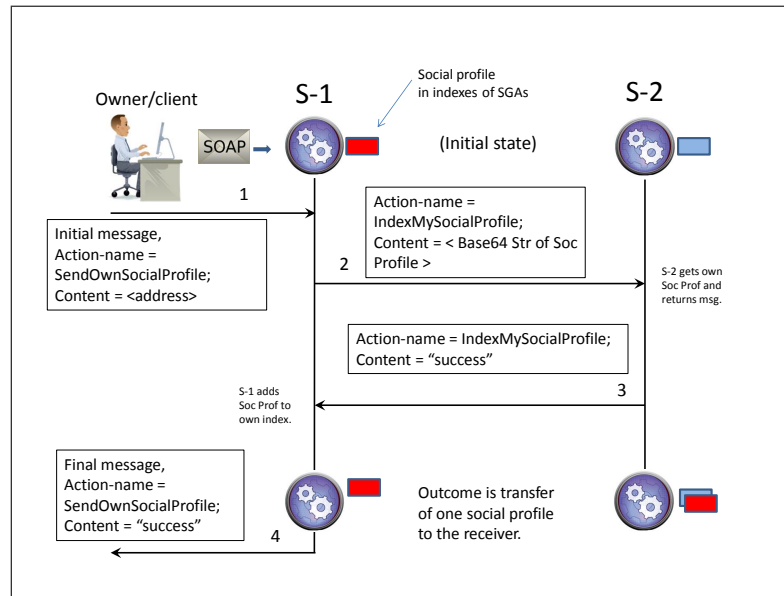 Social profile
in indexes of SGAs
Owner/client
S-1
S-2
SOAP
(Initial state)
1
Initial message,
Action-name =
SendOwnSocialProfile;
Content = <address>
Action-name =
IndexMySocialProfile;
Content = < Base64 Str of Soc
Profile >
2
S-2 gets own
Soc Prof and
returns msg.
Action-name = IndexMySocialProfile;
Content = “success”
3
S-1 adds
Soc Prof to
own index.
Final message,
Action-name =
SendOwnSocialProfile;
Content = “success”
4
Outcome is transfer
of one social profile
to the receiver.